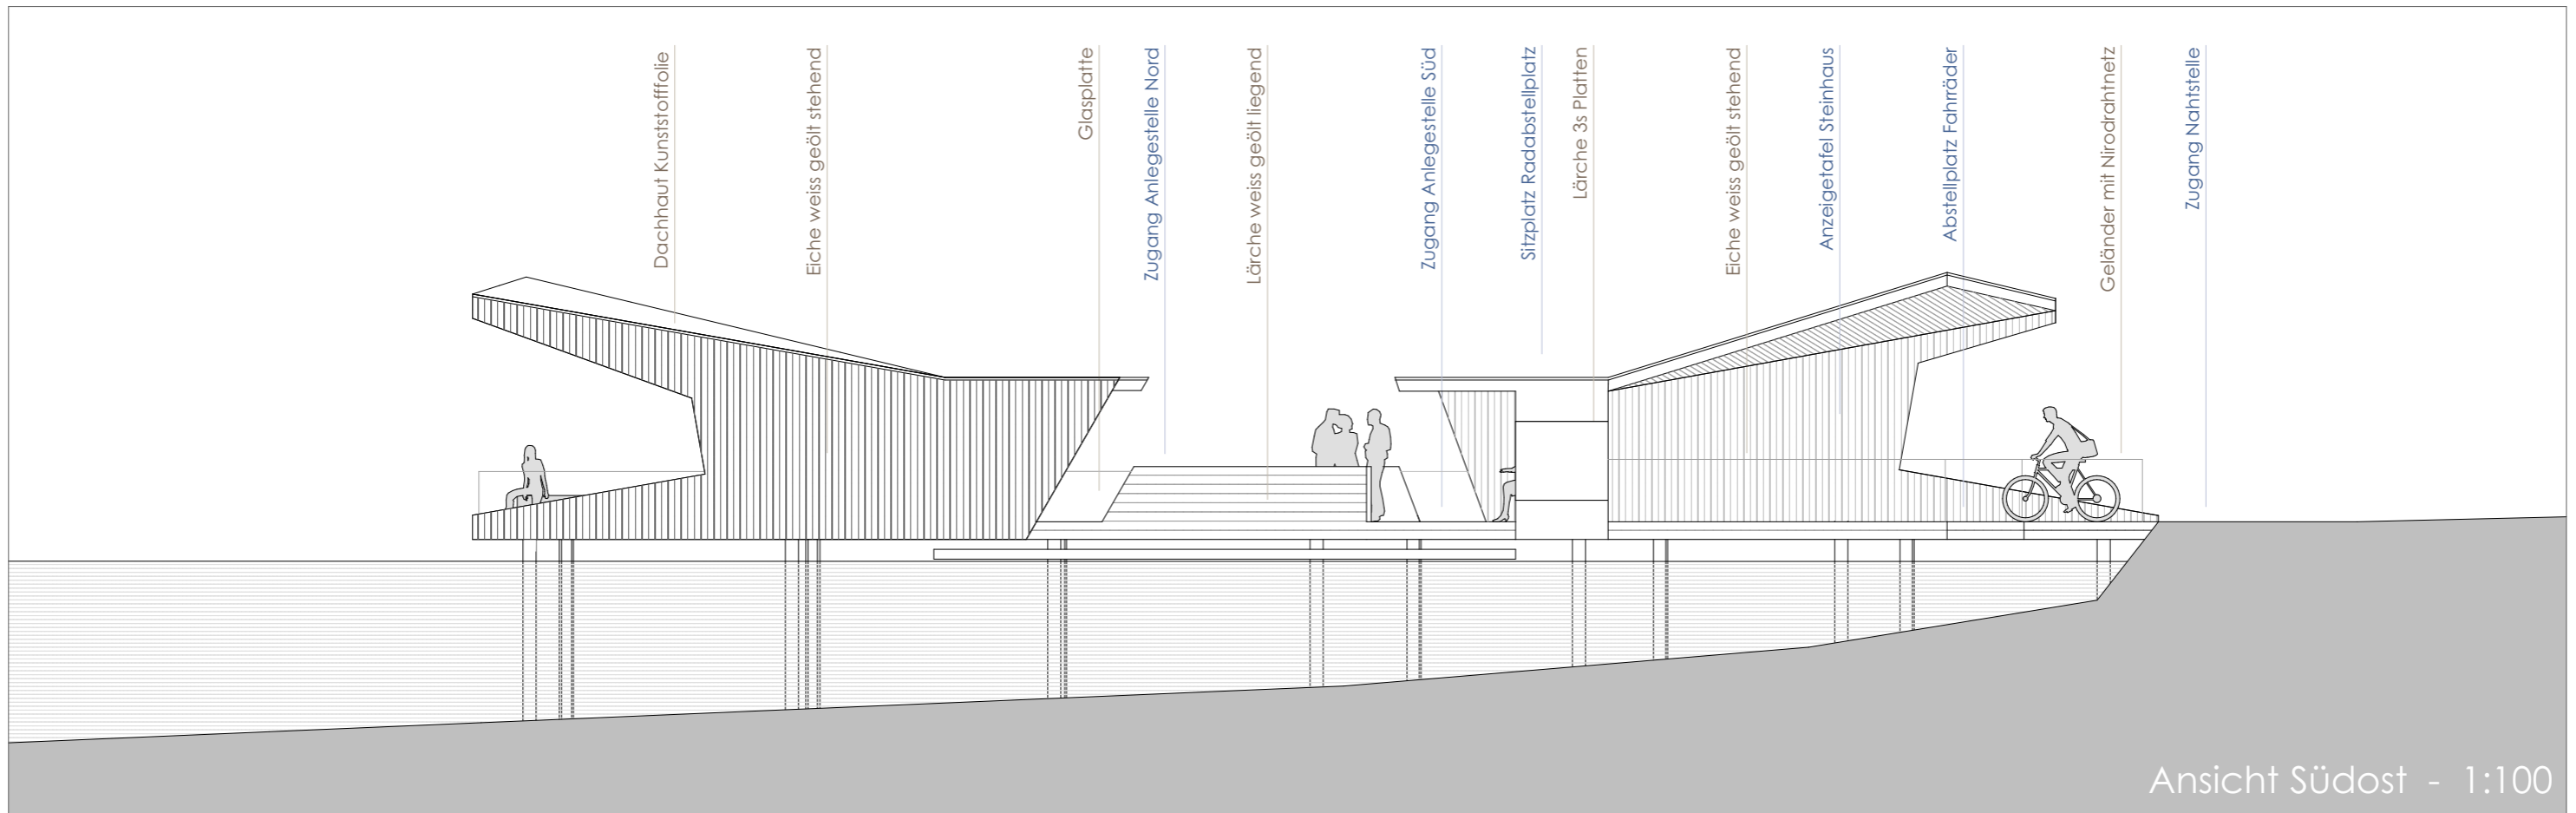 Dachhaut Kunststofffolie
Eiche weiss geölt stehend
Glasplatte
Zugang Anlegestelle Nord
Lärche weiss geölt liegend
Zugang Anlegestelle Süd
Sitzplatz Radabstellplatz
Lärche 3s Platten
Eiche weiss geölt stehend
Anzeigetafel Steinhaus
Abstellplatz Fahrräder
Geländer mit Nirodrahtnetz
Zugang Nahtstelle
Ansicht Südost - 1:100